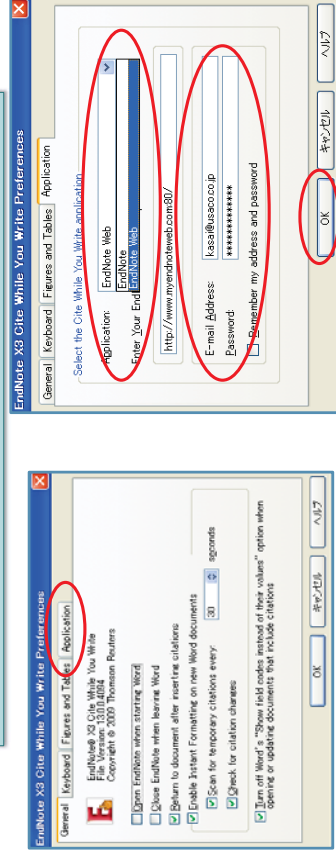 EndNote X3 Cite While You Write Preferences
General Keyboard Figures and Tables Application
EndNote® X3 Cite While You Write
File Version: 13.0.0.4094
Copyright © 2009 Thomson Reuters
Open EndNote when starting Word
Close EndNote when leaving Word
Return to document after inserting citations
Enable Instant Formatting on new Word documents
Scan for temporary citations every: 30 seconds
Check for citation changes
Turn off Word's "Show field codes instead of their values" option when
opening or updating documents that include citations
OK キャンセル ヘルプ
EndNote X3 Cite While You Write Preferences
General Keyboard Figures and Tables Application
Select the Cite While You Write application
Application: EndNote Web
EndNote
EndNote Web
Enter Your End
http://www.myendnoteweb.com:80/
E-mail Address: kasai@usaco.co.jp
Password: **************
Remember my address and password
OK キャンセル ヘルプ